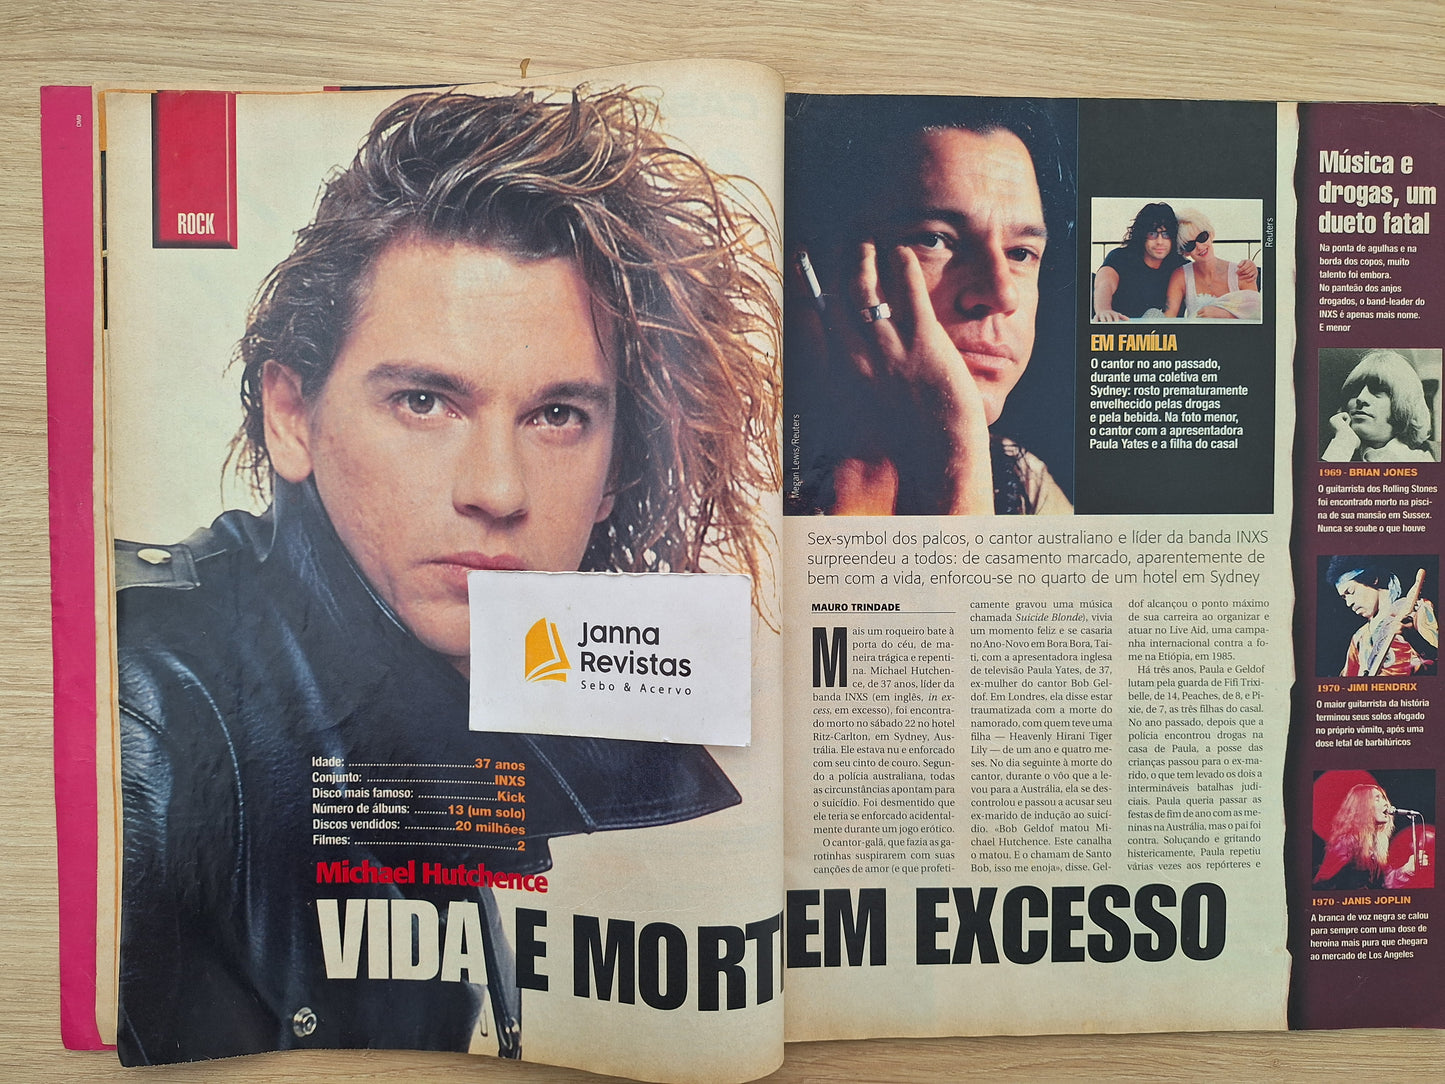 DM9
ROCK
Janna
Revistas
Sebo & Acervo
Idade: ..........37 anos
Conjunto: ..........INXS
Disco mais famoso: ..........Kick
Número de álbuns: ..........13 (um solo)
Discos vendidos: ..........20 milhões
Filmes: ..........2
Michael Hutchence
VIDA E MORT EM EXCESSO
Megan Lewis/Reuters
Reuters
EM FAMÍLIA
O cantor no ano passado,
durante uma coletiva em
Sydney: rosto prematuramente
envelhecido pelas drogas
e pela bebida. Na foto menor,
o cantor com a apresentadora
Paula Yates e a filha do casal
Sex-symbol dos palcos, o cantor australiano e líder da banda INXS
surpreendeu a todos: de casamento marcado, aparentemente de
bem com a vida, enforcou-se no quarto de um hotel em Sydney
MAURO TRINDADE
Mais um roqueiro bate à
porta do céu, de ma-
neira trágica e repenti-
na. Michael Hutchen-
ce, de 37 anos, líder da
banda INXS (em inglês, in ex-
cess, em excesso), foi encontra-
do morto no sábado 22 no hotel
Ritz-Carlton, em Sydney, Aus-
trália. Ele estava nu e enforcado
com seu cinto de couro. Segun-
do a polícia australiana, todas
as circunstâncias apontam para
o suicídio. Foi desmentido que
ele teria se enforcado acidental-
mente durante um jogo erótico.
O cantor-galã, que fazia as ga-
rotinhas suspirarem com suas
canções de amor (e que profeti-
camente gravou uma música
chamada Suicide Blonde), vivia
um momento feliz e se casaria
no Ano-Novo em Bora Bora, Tai-
ti, com a apresentadora inglesa
de televisão Paula Yates, de 37,
ex-mulher do cantor Bob Gel-
dof. Em Londres, ela disse estar
traumatizada com a morte do
namorado, com quem teve uma
filha — Heavenly Hirani Tiger
Lily — de um ano e quatro me-
ses. No dia seguinte à morte do
cantor, durante o vôo que a le-
vou para a Austrália, ela se des-
controlou e passou a acusar seu
ex-marido de indução ao suicí-
dio. «Bob Geldof matou Mi-
chael Hutchence. Este canalha
o matou. E o chamam de Santo
Bob, isso me enoja», disse. Gel-
dof alcançou o ponto máximo
de sua carreira ao organizar e
atuar no Live Aid, uma campa-
nha internacional contra a fo-
me na Etiópia, em 1985.
Há três anos, Paula e Geldof
lutam pela guarda de Fifi Trixi-
belle, de 14, Peaches, de 8, e Pi-
xie, de 7, as três filhas do casal.
No ano passado, depois que a
polícia encontrou drogas na
casa de Paula, a posse das
crianças passou para o ex-ma-
rido, o que tem levado os dois a
intermináveis batalhas judi-
ciais. Paula queria passar as
festas de fim de ano com as me-
ninas na Austrália, mas o pai foi
contra. Soluçando e gritando
histericamente, Paula repetiu
várias vezes aos repórteres e
Música e
drogas, um
dueto fatal
Na ponta de agulhas e na
borda dos copos, muito
talento foi embora.
No panteão dos anjos
drogados, o band-leader do
INXS é apenas mais nome.
E menor
1969 - BRIAN JONES
O guitarrista dos Rolling Stones
foi encontrado morto na pisci-
na de sua mansão em Sussex.
Nunca se soube o que houve
1970 - JIMI HENDRIX
O maior guitarrista da história
terminou seus solos afogado
no próprio vômito, após uma
dose letal de barbitúricos
1970 - JANIS JOPLIN
A branca de voz negra se calou
para sempre com uma dose de
heroína mais pura que chegara
ao mercado de Los Angeles